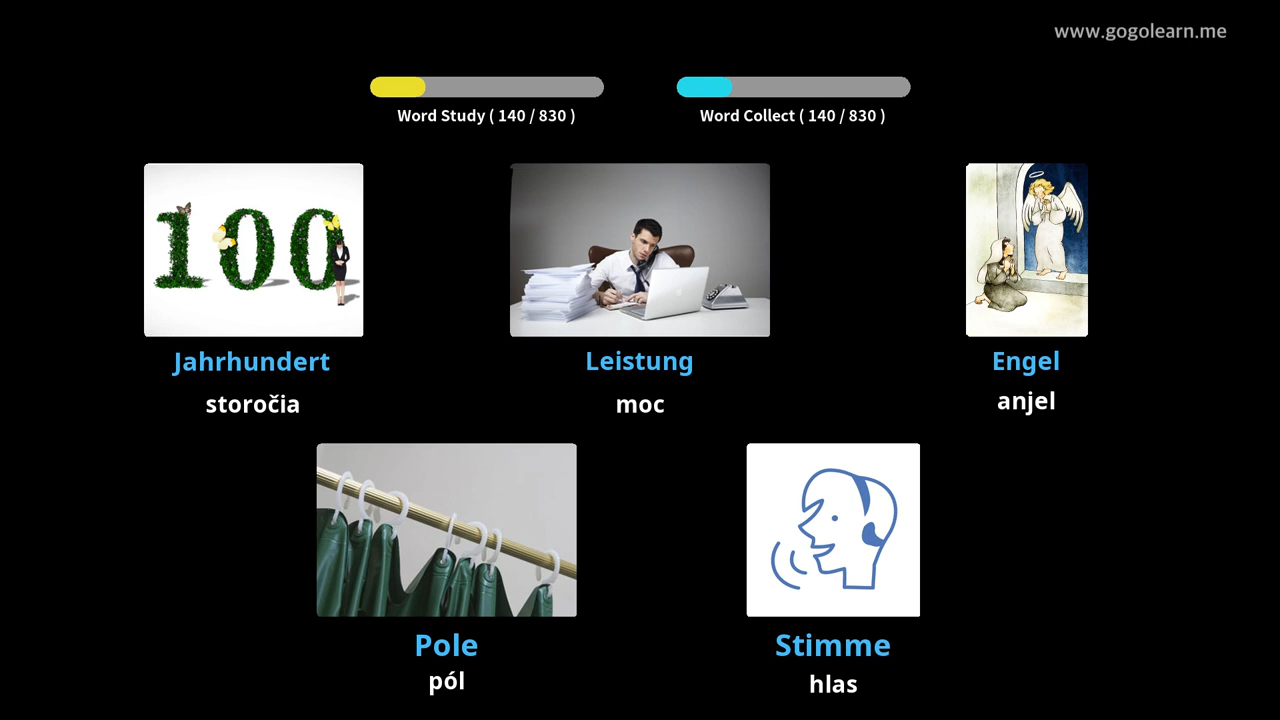 www.gogolearn.me
Word Study ( 140 / 830 )
Word Collect ( 140 / 830 )
100
Jahrhundert
storočia
Leistung
moc
Engel
anjel
Pole
pól
Stimme
hlas